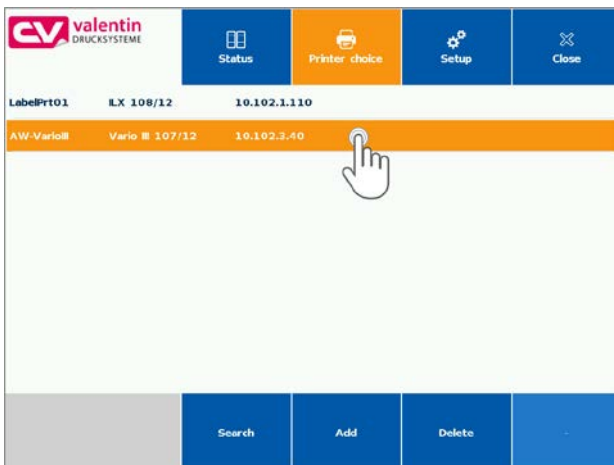 CV valentin
DRUCKSYSTEME
Status
Printer choice
Setup
Close
LabelPrt01 ILX 108/12 10.102.1.110
AW-VarioIII Vario III 107/12 10.102.3.40
Search
Add
Delete
-